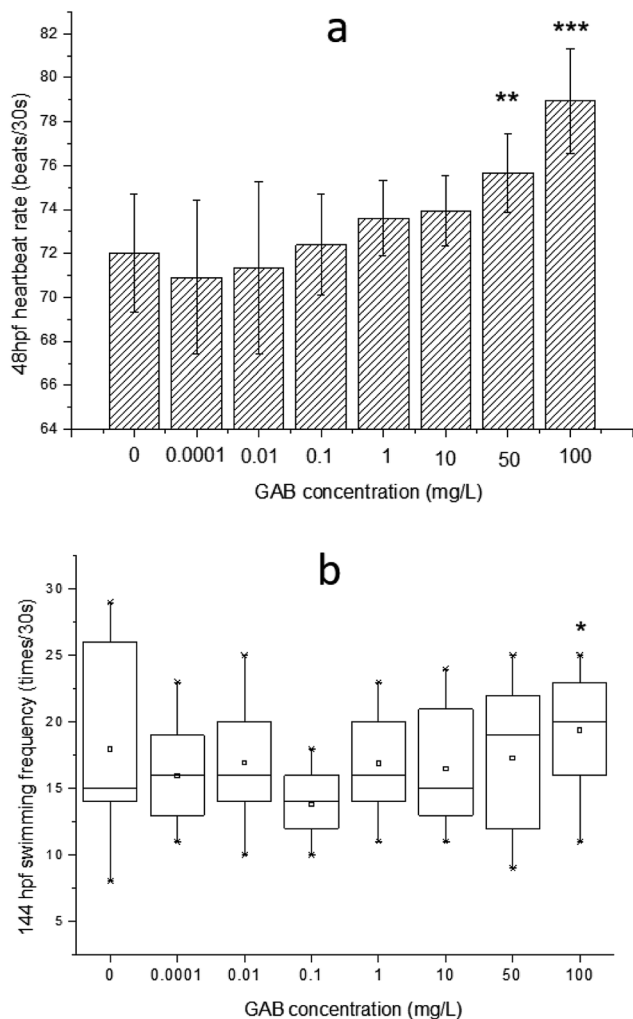 a
***
**
82
80
78
76
74
72
70
68
66
64
48hpf heartbeat rate (beats/30s)
0 0.0001 0.01 0.1 1 10 50 100
GAB concentration (mg/L)
b
*
30
25
20
15
10
5
144 hpf swimming frequency (times/30s)
0 0.0001 0.01 0.1 1 10 50 100
GAB concentration (mg/L)